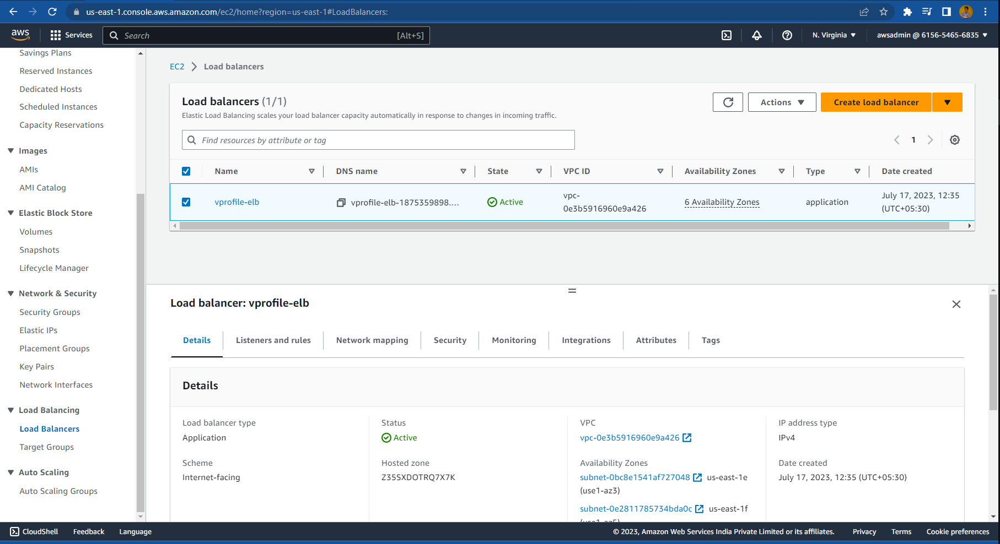 us-east-1.console.aws.amazon.com/ec2/home?region=us-east-1#LoadBalancers:
aws
Services
Search
[Alt+S]
N. Virginia
awsadmin @ 6156-5465-6835
Savings Plans
Reserved Instances
Dedicated Hosts
Scheduled Instances
Capacity Reservations
Images
AMIs
AMI Catalog
Elastic Block Store
Volumes
Snapshots
Lifecycle Manager
Network & Security
Security Groups
Elastic IPs
Placement Groups
Key Pairs
Network Interfaces
Load Balancing
Load Balancers
Target Groups
Auto Scaling
Auto Scaling Groups
EC2
Load balancers
Load balancers (1/1)
Elastic Load Balancing scales your load balancer capacity automatically in response to changes in incoming traffic.
Actions
Create load balancer
Find resources by attribute or tag
1
Name
DNS name
State
VPC ID
Availability Zones
Type
Date created
vprofile-elb
vprofile-elb-1875359898....
Active
vpc-
0e3b5916960e9a426
6 Availability Zones
application
July 17, 2023, 12:35
(UTC+05:30)
Load balancer: vprofile-elb
Details
Listeners and rules
Network mapping
Security
Monitoring
Integrations
Attributes
Tags
Details
Load balancer type
Application
Scheme
Internet-facing
Status
Active
Hosted zone
Z35SXDOTRQ7X7K
VPC
vpc-0e3b5916960e9a426
Availability Zones
subnet-0bc8e1541af727048 us-east-1e
(use1-az3)
subnet-0e2811785734bda0c us-east-1f
(use1-az5)
IP address type
IPv4
Date created
July 17, 2023, 12:35 (UTC+05:30)
CloudShell
Feedback
Language
© 2023, Amazon Web Services India Private Limited or its affiliates.
Privacy
Terms
Cookie preferences